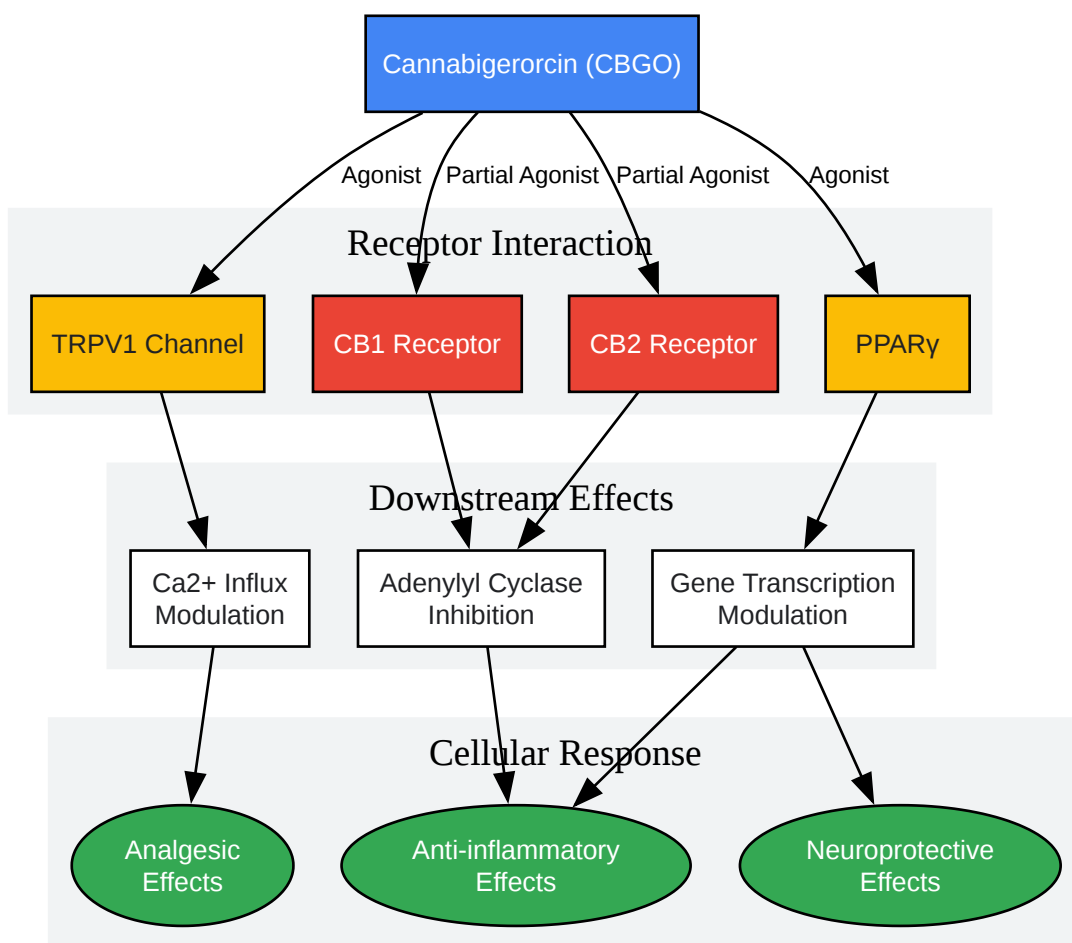 Cannabigerorcin (CBGO)
Agonist
Partial Agonist
Partial Agonist
Agonist
Receptor Interaction
TRPV1 Channel
CB1 Receptor
CB2 Receptor
PPARγ
Downstream Effects
Ca2+ Influx
Modulation
Adenylyl Cyclase
Inhibition
Gene Transcription
Modulation
Cellular Response
Analgesic
Effects
Anti-inflammatory
Effects
Neuroprotective
Effects